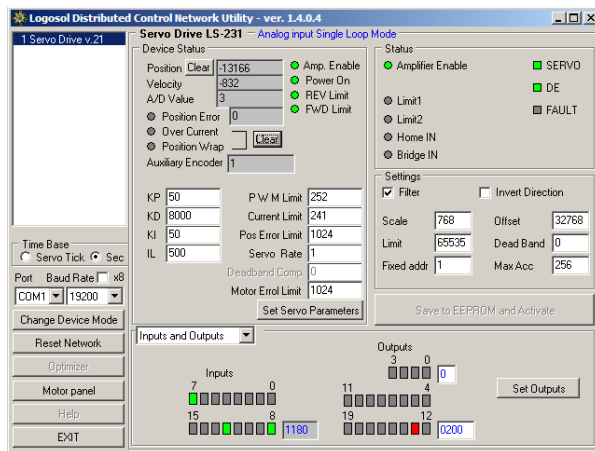 Logosol Distributed Control Network Utility - ver. 1.4.0.4
1 Servo Drive v.21
Servo Drive LS-231 - Analog input Single Loop Mode
Device Status
Position Clear -13166
Velocity -832
A/D Value 3
Position Error 0
Over Current
Position Wrap
Clear
Auxiliary Encoder 1
Amp. Enable
Power On
REV Limit
FWD Limit
KP 50
KD 8000
KI 50
IL 500
P W M Limit 252
Current Limit 241
Pos Error Limit 1024
Servo Rate 1
Deadband Comp 0
Motor Errol Limit 1024
Set Servo Parameters
Status
Amplifier Enable
Limit1
Limit2
Home IN
Bridge IN
SERVO
DE
FAULT
Settings
Filter Invert Direction
Scale 768 Offset 32768
Limit 65535 Dead Band 0
Fixed addr 1 Max Acc 256
Save to EEPROM and Activate
Time Base
Servo Tick Sec
Port Baud Rate x8
COM1 19200
Change Device Mode
Reset Network
Optimizer
Motor panel
Help
EXIT
Inputs and Outputs
Inputs
7 0
15 8
1180
Outputs
3 0
0
11 4
19 12
0200
Set Outputs